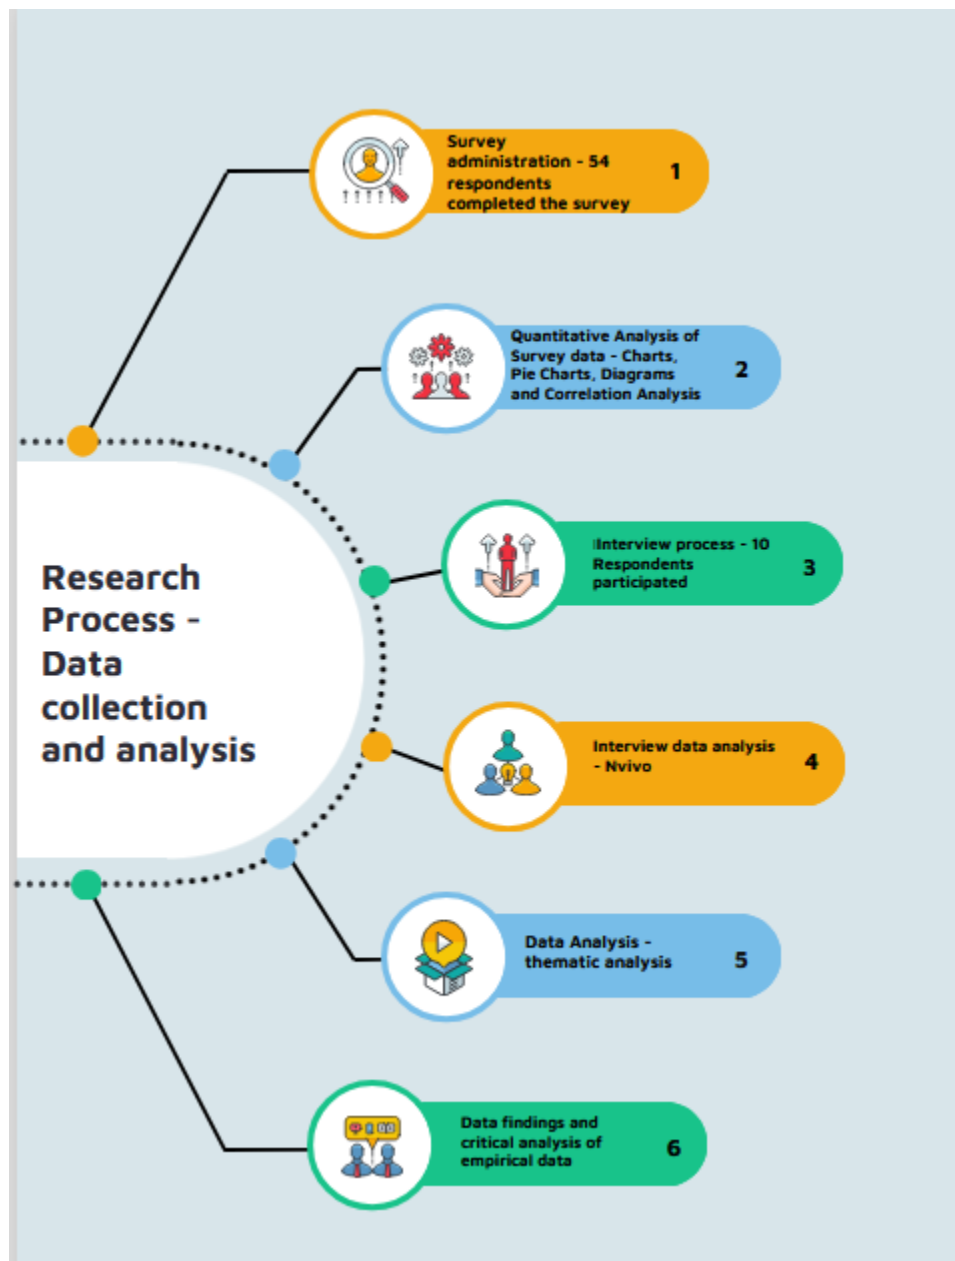 Survey
administration - 54
respondents
completed the survey
1
Quantitative Analysis of
Survey data - Charts,
Pie Charts, Diagrams
and Correlation Analysis
2
Interview process - 10
Respondents
participated
3
Research
Process -
Data
collection
and analysis
Interview data analysis
- Nvivo
4
Data Analysis -
thematic analysis
5
Data findings and
critical analysis of
empirical data
6